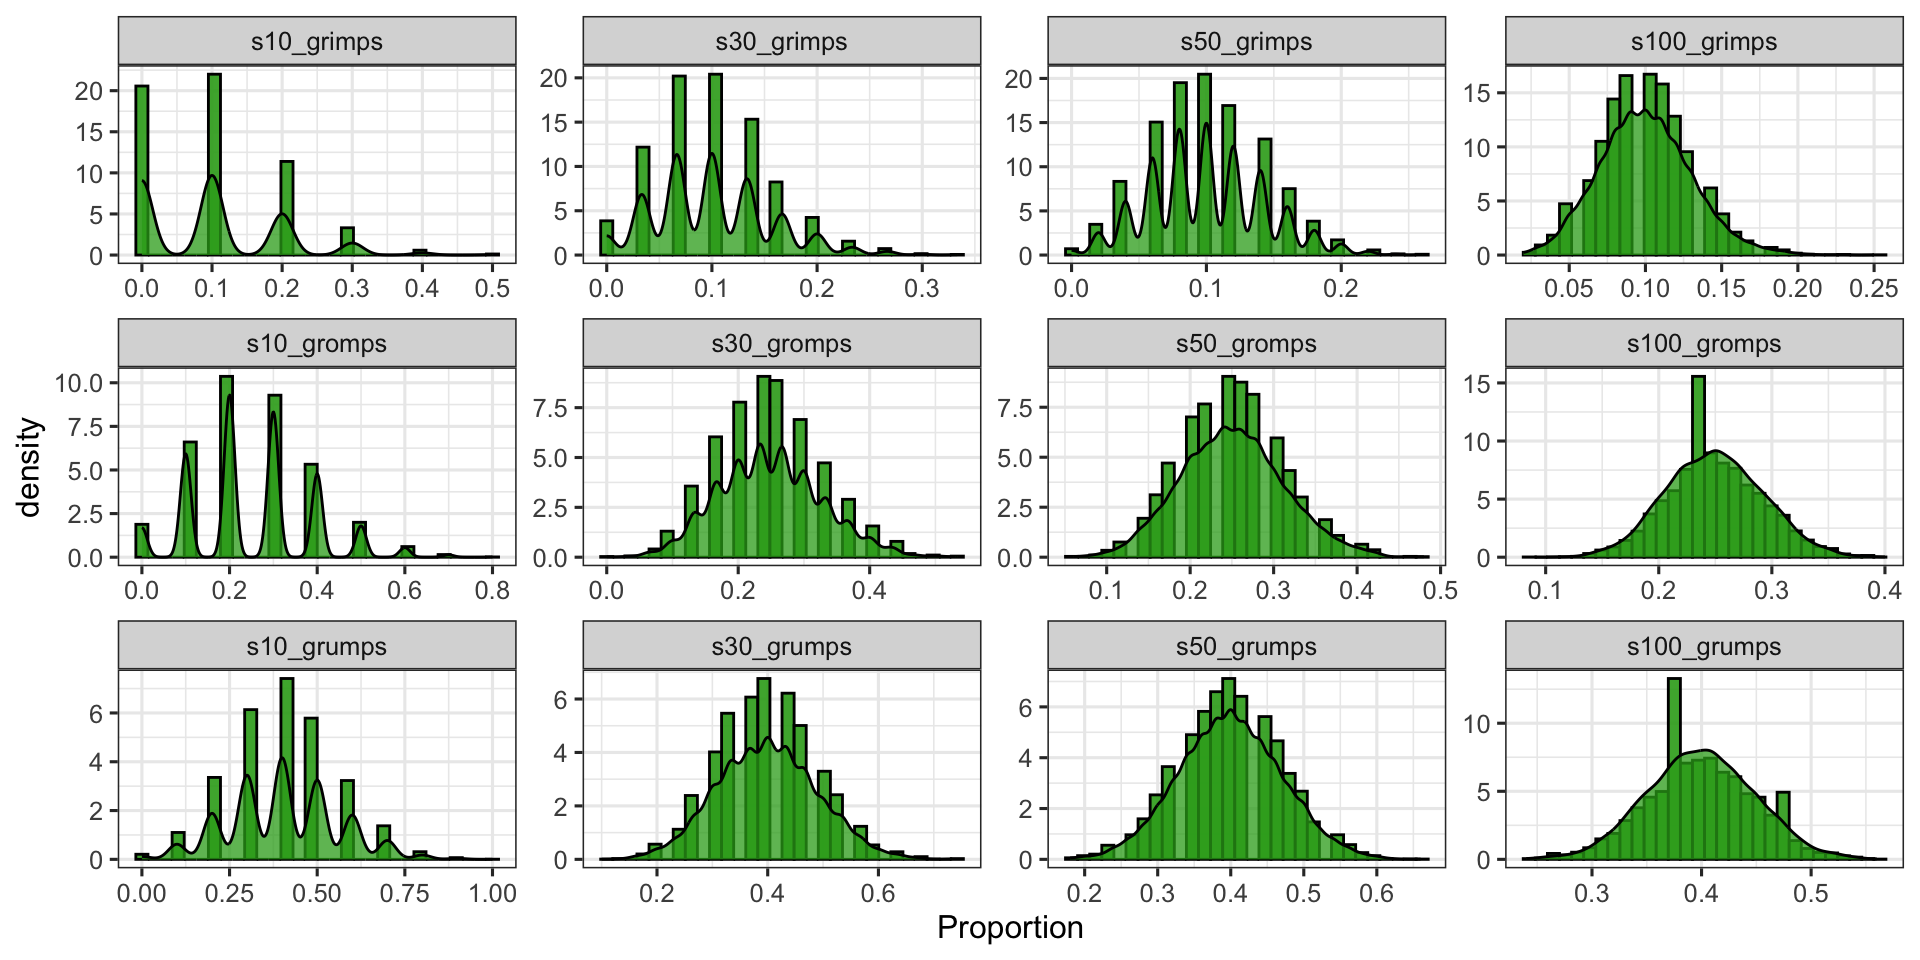 s10_grimps s30_grimps s50_grimps s100_grimps
20 15 10 5 0
20 15 10 5 0
20 15 10 5 0
15 10 5 0
0.0 0.1 0.2 0.3 0.4 0.5
0.0 0.1 0.2 0.3
0.0 0.1 0.2
0.05 0.10 0.15 0.20 0.25
s10_gromps s30_gromps s50_gromps s100_gromps
10.0 7.5 5.0 2.5 0.0
7.5 5.0 2.5 0.0
7.5 5.0 2.5 0.0
15 10 5 0
0.0 0.2 0.4 0.6 0.8
0.0 0.2 0.4
0.1 0.2 0.3 0.4 0.5
0.1 0.2 0.3 0.4
s10_grumps s30_grumps s50_grumps s100_grumps
6 4 2 0
6 4 2 0
6 4 2 0
10 5 0
0.00 0.25 0.50 0.75 1.00
0.2 0.4 0.6
0.2 0.3 0.4 0.5 0.6
0.3 0.4 0.5
density
Proportion